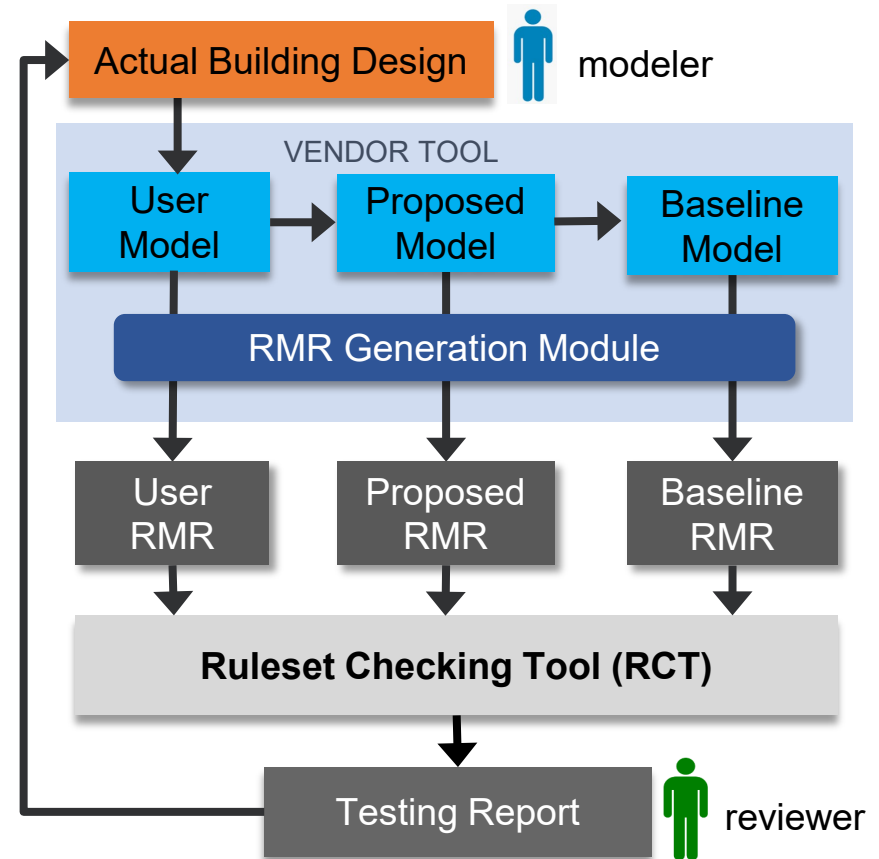 Actual Building Design
modeler
VENDOR TOOL
User
Model
Proposed
Model
Baseline
Model
RMR Generation Module
User
RMR
Proposed
RMR
Baseline
RMR
Ruleset Checking Tool (RCT)
Testing Report
reviewer